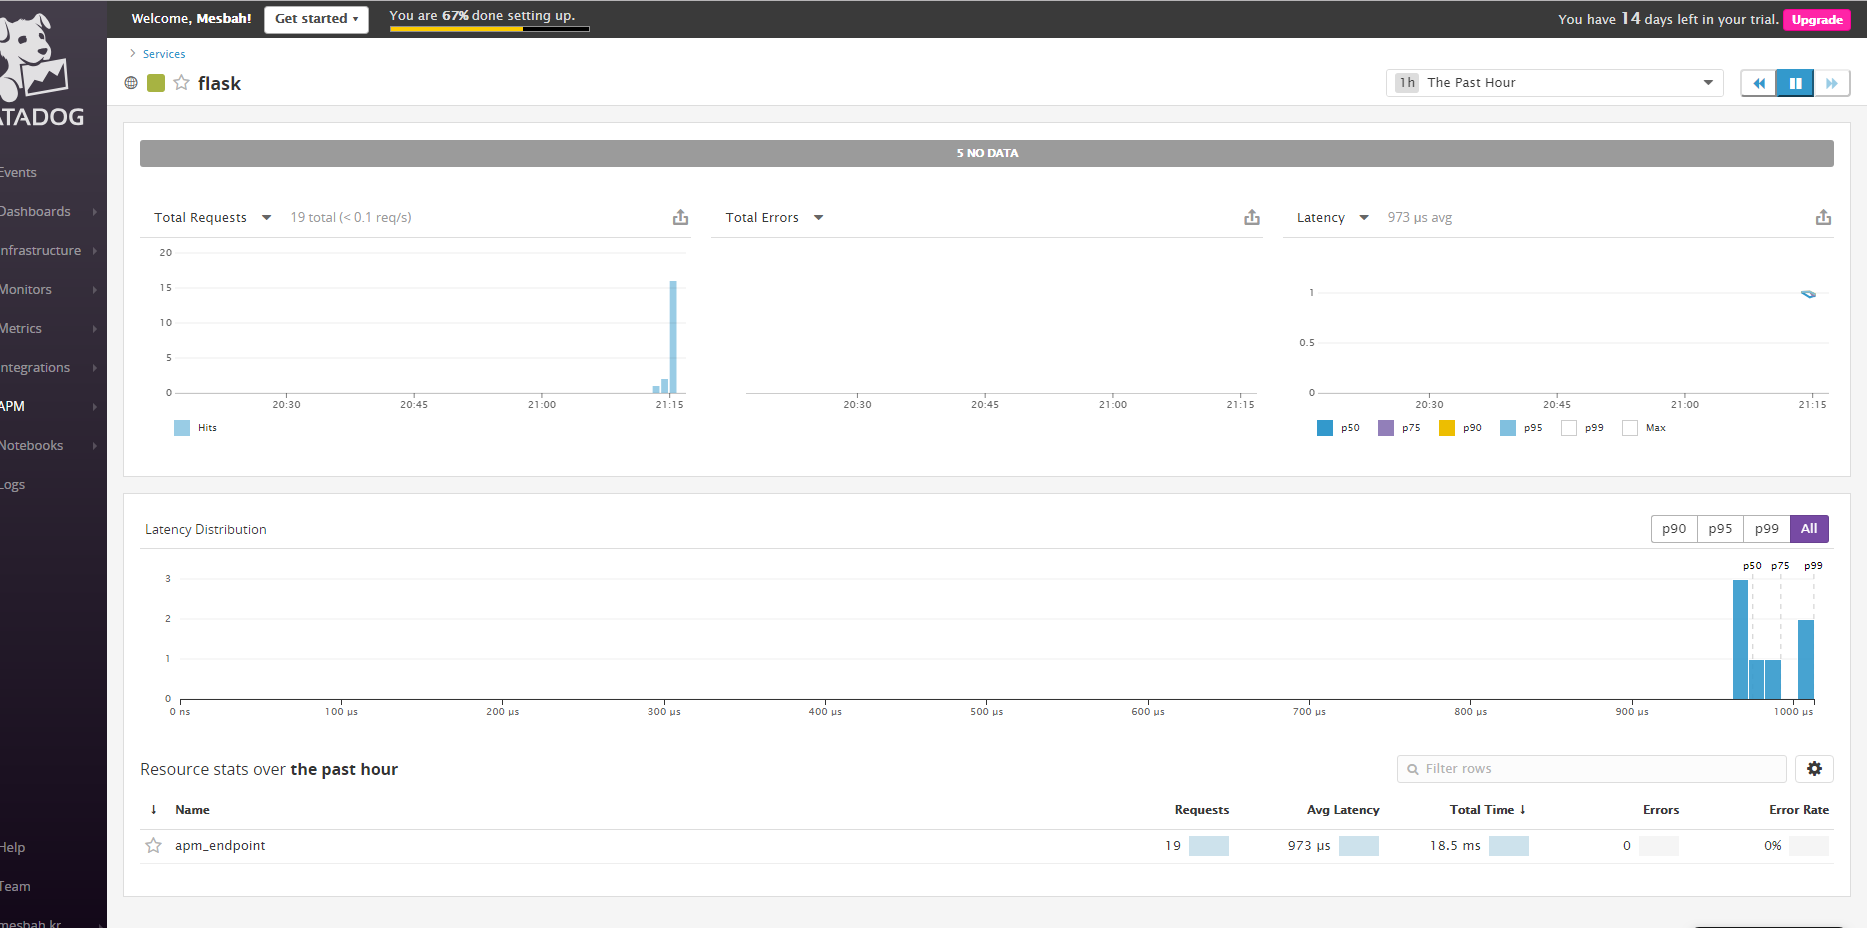 Welcome, Mesbah! Get started You are 67% done setting up. You have 14 days left in your trial. Upgrade
Services
flask 1h The Past Hour
ATADOG
Events
Dashboards
Infrastructure
Monitors
Metrics
Integrations
APM
Notebooks
Logs
Help
Team
mesbah.kr
5 NO DATA
Total Requests 19 total (< 0.1 req/s)
20
15
10
5
0
20:30 20:45 21:00 21:15
Hits
Total Errors
20:30 20:45 21:00 21:15
Latency 973 µs avg
1
0.5
0
20:30 20:45 21:00 21:15
p50 p75 p90 p95 p99 Max
Latency Distribution p90 p95 p99 All
p50 p75 p99
3
2
1
0
0 ns 100 µs 200 µs 300 µs 400 µs 500 µs 600 µs 700 µs 800 µs 900 µs 1000 µs
Resource stats over the past hour Filter rows
↓ Name Requests Avg Latency Total Time ↓ Errors Error Rate
apm_endpoint 19 973 µs 18.5 ms 0 0%